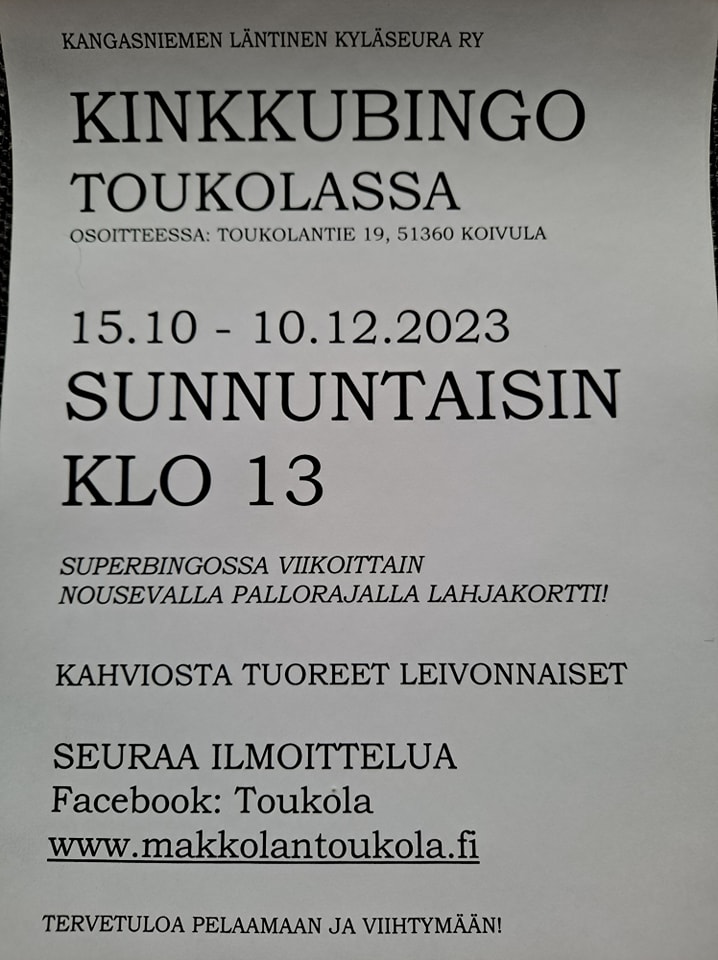 KANGASNIEMEN LÄNTINEN KYLÄSEURA RY
KINKKUBINGO
TOUKOLASSA
OSOITTEESSA: TOUKOLANTIE 19, 51360 KOIVULA
15.10 - 10.12.2023
SUNNUNTAISIN
KLO 13
SUPERBINGOSSA VIIKOITTAIN
NOUSEVALLA PALLORAJALLA LAHJAKORTTI!
KAHVIOSTA TUOREET LEIVONNAISET
SEURAA ILMOITTELUA
Facebook: Toukola
www.makkolantoukola.fi
TERVETULOA PELAAMAAN JA VIIHTYMÄÄN!